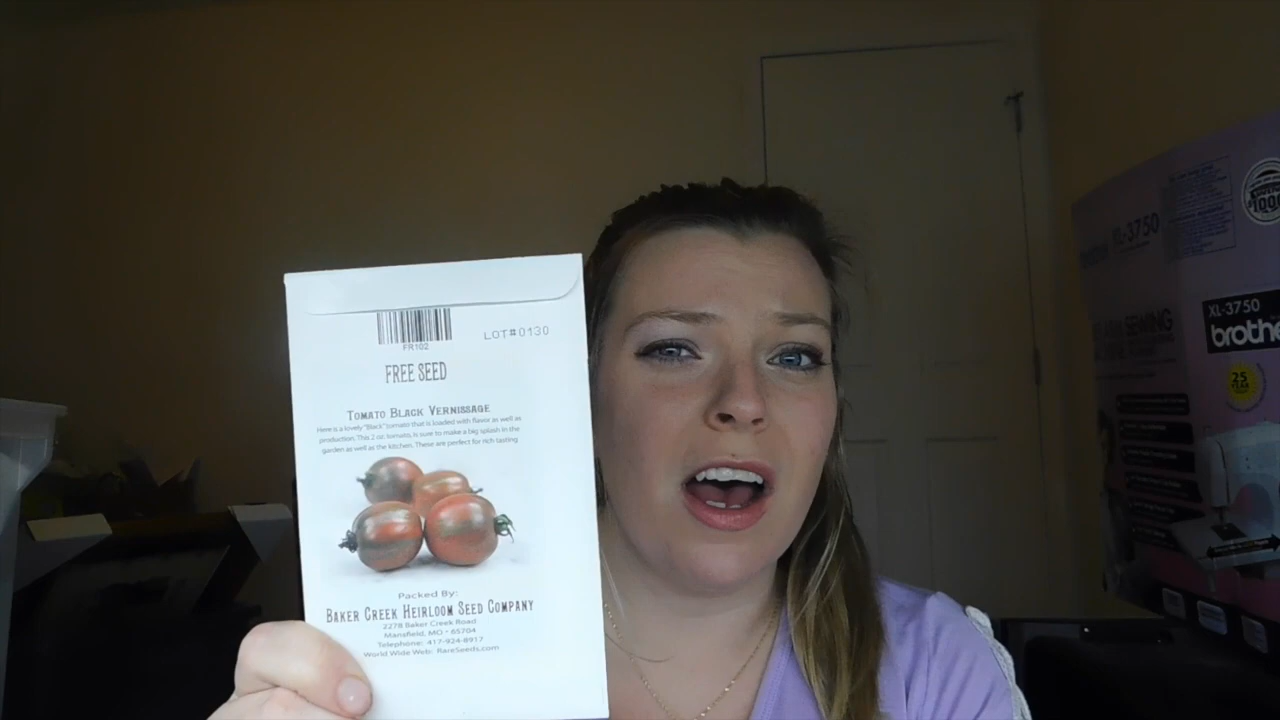 FR102
LOT#0130
FREE SEED
TOMATO BLACK VERNISSAGE
Here is a lovely "Black" tomato that is loaded with flavor as well as
production. This 2 oz. tomato, is sure to make a big splash in the
garden as well as the kitchen. These are perfect for rich tasting
Packed By:
BAKER CREEK HEIRLOOM SEED COMPANY
2278 Baker Creek Road
Mansfield, MO - 65704
Telephone: 417-924-8917
World Wide Web: RareSeeds.com
XL-3750
SEWING
XL-3750
broth
25
YEAR